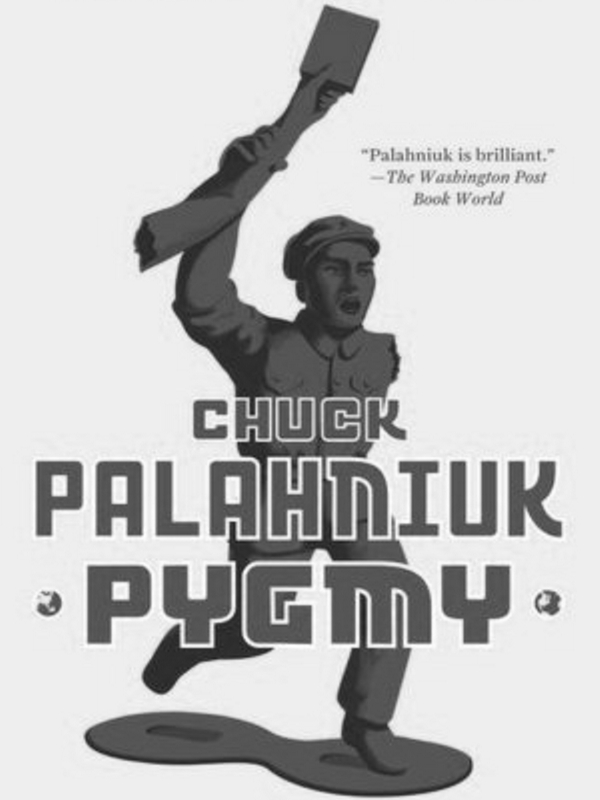 “Palahniuk is brilliant.”
—The Washington Post
Book World
CHUCK
PALAHNIUK
PYGMY